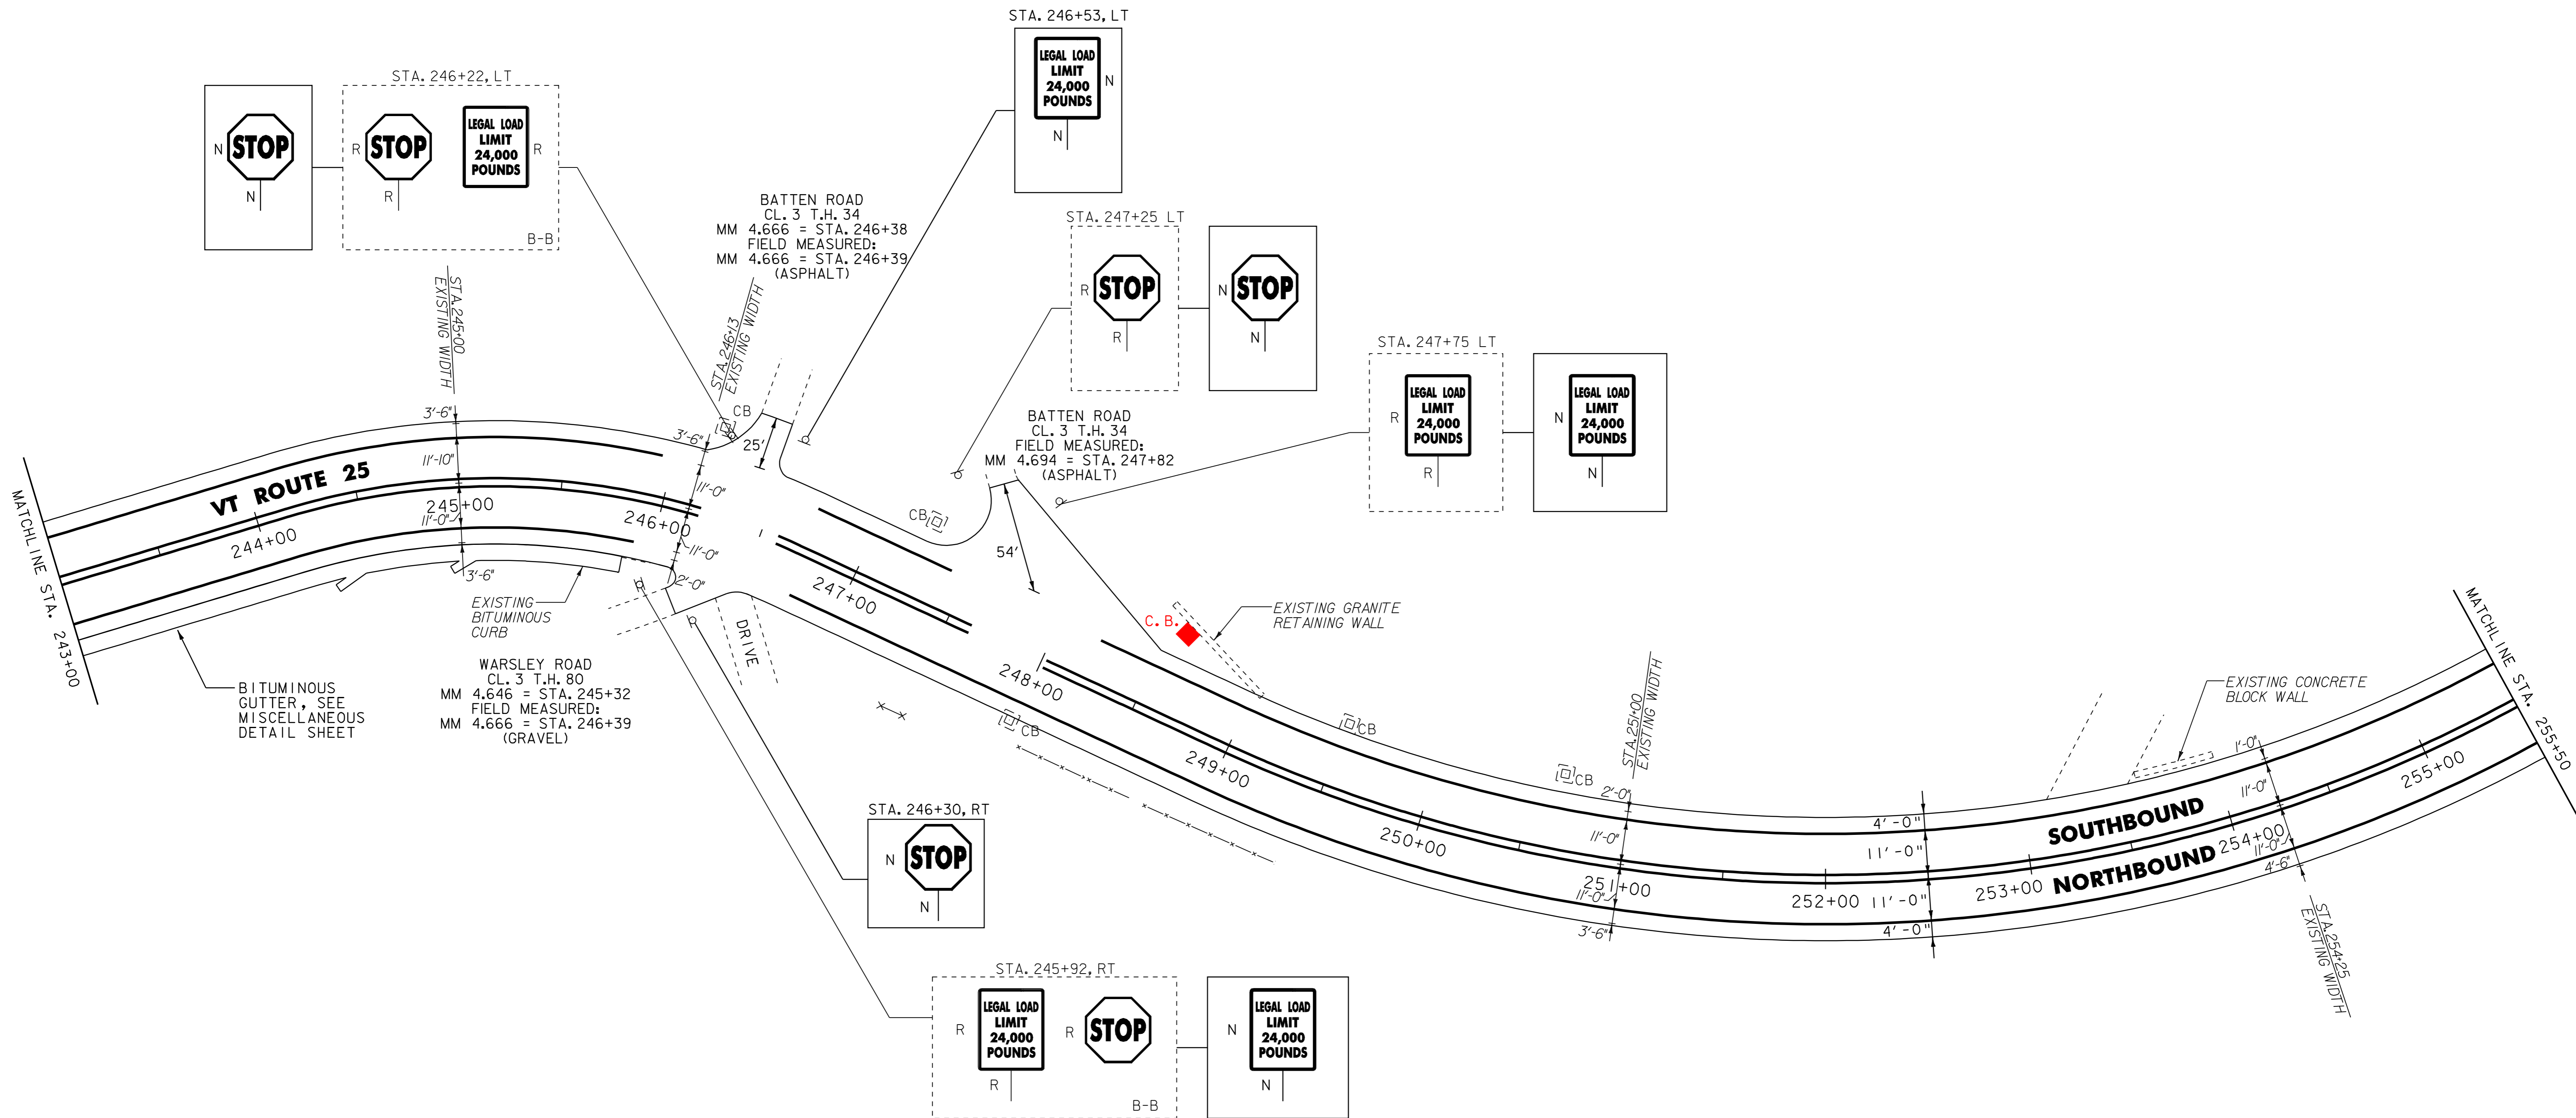 STA. 246+53, LT
LEGAL LOAD
LIMIT
24,000
POUNDS
N
N
STA. 246+22, LT
N
STOP
N
R
STOP
R
LEGAL LOAD
LIMIT
24,000
POUNDS
R
B-B
BATTEN ROAD
CL. 3 T.H. 34
MM 4.666 = STA. 246+38
FIELD MEASURED:
MM 4.666 = STA. 246+39
(ASPHALT)
STA. 247+25 LT
R
STOP
R
N
STOP
N
STA. 245+00
EXISTING WIDTH
STA. 246+13
EXISTING WIDTH
STA. 247+75 LT
R
LEGAL LOAD
LIMIT
24,000
POUNDS
R
N
LEGAL LOAD
LIMIT
24,000
POUNDS
N
BATTEN ROAD
CL. 3 T.H. 34
FIELD MEASURED:
MM 4.694 = STA. 247+82
(ASPHALT)
CB
25'
3'-6"
3'-6"
11'-10"
11'-0"
VT ROUTE 25
MATCHLINE STA. 243+00
244+00
245+00
11'-0"
246+00
11'-0"
3'-6"
2'-0"
CB
54'
247+00
EXISTING
BITUMINOUS
CURB
DRIVE
C. B.
EXISTING GRANITE
RETAINING WALL
BITUMINOUS
GUTTER, SEE
MISCELLANEOUS
DETAIL SHEET
WARSLEY ROAD
CL. 3 T.H. 80
MM 4.646 = STA. 245+32
FIELD MEASURED:
MM 4.666 = STA. 246+39
(GRAVEL)
248+00
CB
CB
249+00
STA. 251+00
EXISTING WIDTH
CB
2'-0"
250+00
11'-0"
251+00
11'-0"
3'-6"
4'-0"
11'-0"
252+00
11'-0"
4'-0"
253+00
SOUTHBOUND
NORTHBOUND
254+00
EXISTING CONCRETE
BLOCK WALL
1'-0"
11'-0"
11'-0"
4'-6"
255+00
MATCHLINE STA. 255+50
STA. 254+25
EXISTING WIDTH
STA. 246+30, RT
N
STOP
N
STA. 245+92, RT
R
LEGAL LOAD
LIMIT
24,000
POUNDS
R
R
STOP
B-B
N
LEGAL LOAD
LIMIT
24,000
POUNDS
N